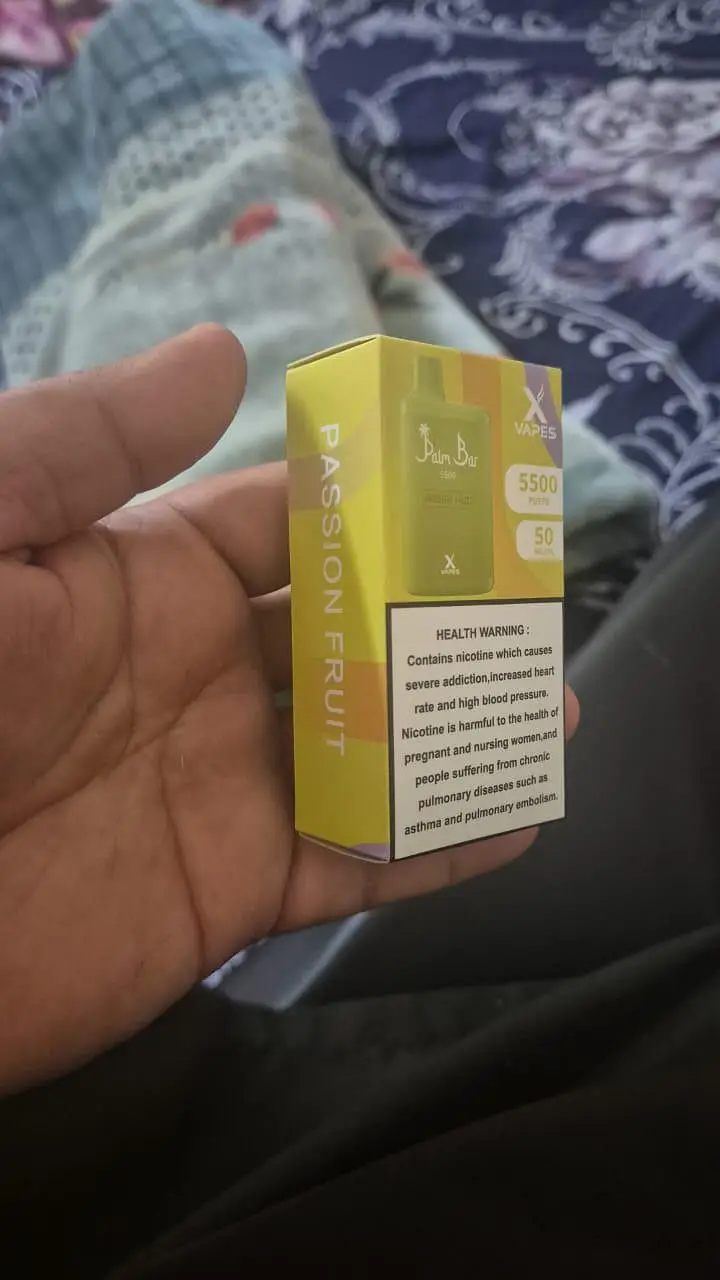 PASSION FRUIT
Palm Bar
5500
X
VAPES
X
VAPES
5500
PUFFS
50
HEALTH WARNING :
Contains nicotine which causes
severe addiction,increased heart
rate and high blood pressure.
Nicotine is harmful to the health of
pregnant and nursing women,and
people suffering from chronic
pulmonary diseases such as
asthma and pulmonary embolism.